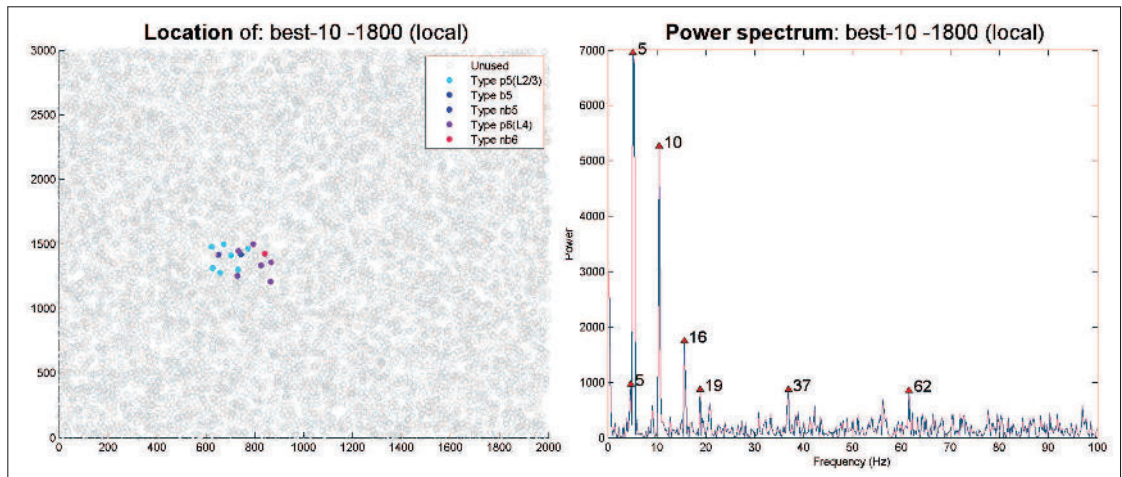 Location of: best-10 -1800 (local)
3000
2500
2000
1500
1000
500
0
0 200 400 600 800 1000 1200 1400 1600 1800 2000
Unused
Type p5(L2/3)
Type b5
Type nb5
Type p6(L4)
Type nb6
Power spectrum: best-10 -1800 (local)
7000
6000
5000
4000
3000
2000
1000
0
Power
0 10 20 30 40 50 60 70 80 90 100
Frequency (Hz)
5
10
16
5
19
37
62